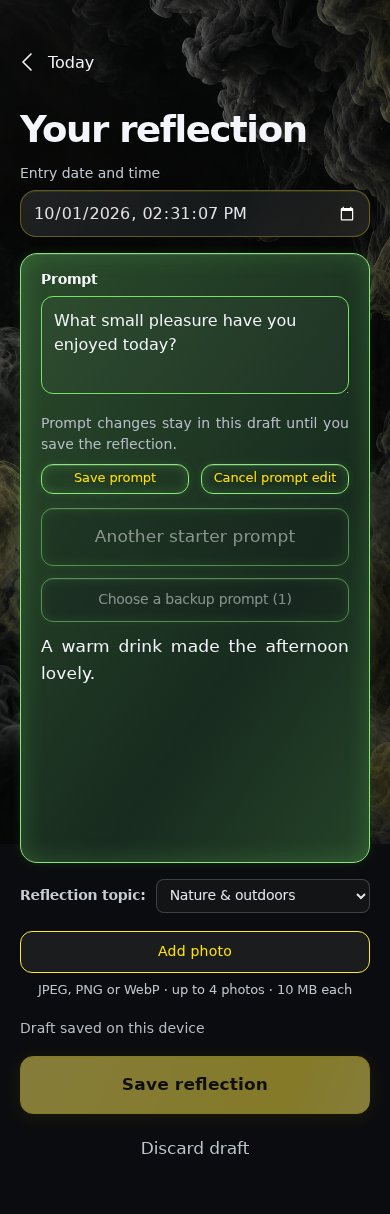 Today
Your reflection
Entry date and time
10/01/2026, 02:31:07 PM
Prompt
What small pleasure have you
enjoyed today?
Prompt changes stay in this draft until you
save the reflection.
Save prompt
Cancel prompt edit
Another starter prompt
Choose a backup prompt (1)
A warm drink made the afternoon
lovely.
Reflection topic:
Nature & outdoors
Add photo
JPEG, PNG or WebP · up to 4 photos · 10 MB each
Draft saved on this device
Save reflection
Discard draft